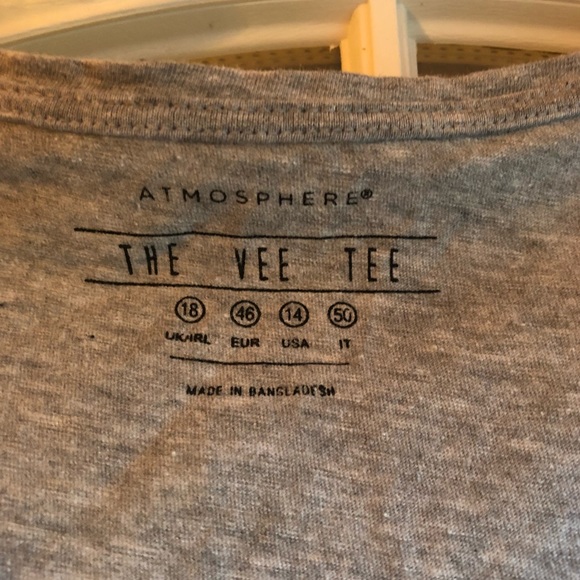 ATMOSPHERE®
THE VEE TEE
18 46 14 50
UK/IRL EUR USA IT
MADE IN BANGLADESH